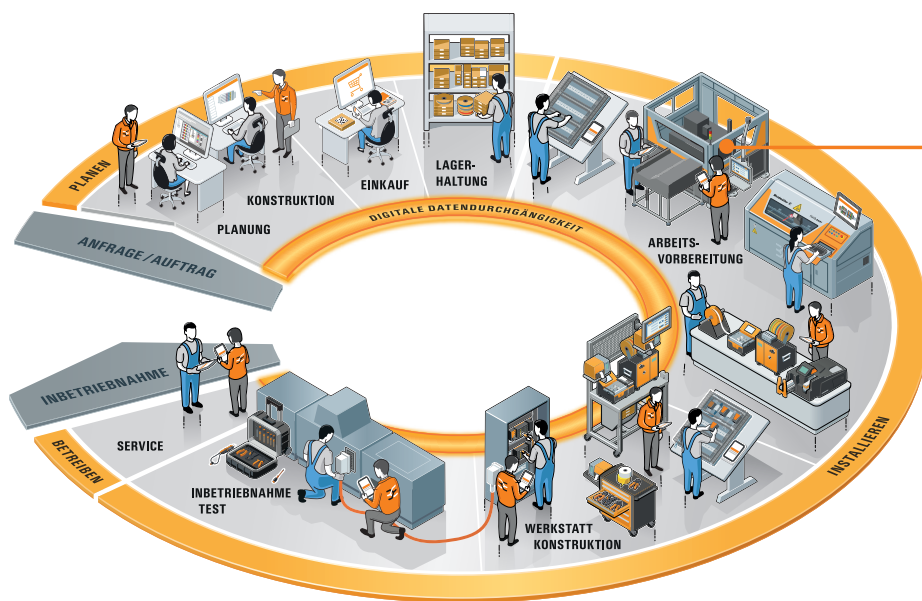 PLANEN
ANFRAGE/AUFTRAG
PLANUNG
KONSTRUKTION
EINKAUF
LAGER-
HALTUNG
DIGITALE DATENDURCHGÄNGIGKEIT
ARBEITS-
VORBEREITUNG
INSTALLIEREN
WERKSTATT
KONSTRUKTION
INBETRIEBNAHME
TEST
SERVICE
BETREIBEN
INBETRIEBNAHME